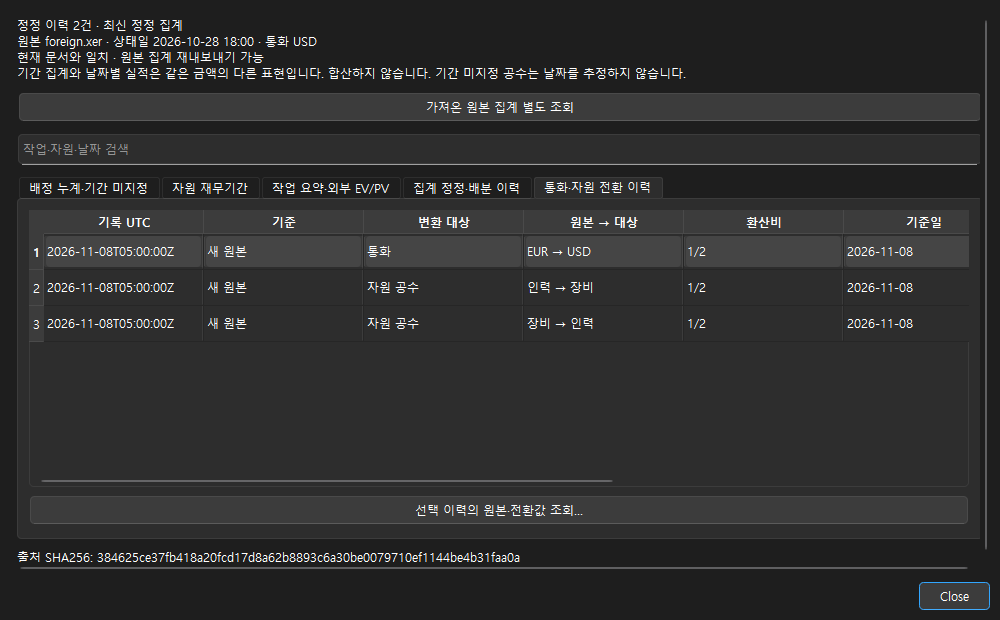 정정 이력 2건 · 최신 정정 집계
원본 foreign.xer · 상태일 2026-10-28 18:00 · 통화 USD
현재 문서와 일치 · 원본 집계 재내보내기 가능
기간 집계와 날짜별 실적은 같은 금액의 다른 표현입니다. 합산하지 않습니다. 기간 미지정 공수는 날짜를 추정하지 않습니다.
가져온 원본 집계 별도 조회
작업·자원·날짜 검색
배정 누계·기간 미지정 자원 재무기간 작업 요약·외부 EV/PV 집계 정정·배분 이력 통화·자원 전환 이력
기록 UTC 기준 변환 대상 원본 → 대상 환산비 기준일
1 2026-11-08T05:00:00Z 새 원본 통화 EUR → USD 1/2 2026-11-08
2 2026-11-08T05:00:00Z 새 원본 자원 공수 인력 → 장비 1/2 2026-11-08
3 2026-11-08T05:00:00Z 새 원본 자원 공수 장비 → 인력 1/2 2026-11-08
선택 이력의 원본·전환값 조회...
출처 SHA256: 384625ce37fb418a20fcd17d8a62b8893c6a30be0079710ef1144be4b31faa0a
Close